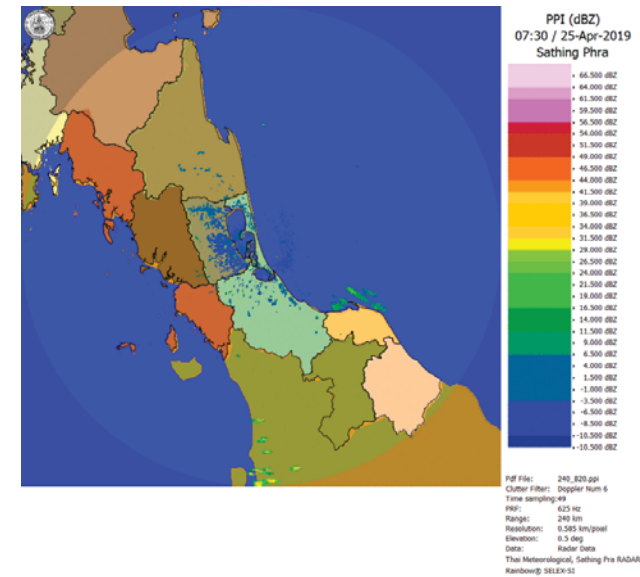 PPI (dBZ)
07:30 / 25-Apr-2019
Sathing Phra
66.500 dBZ
64.000 dBZ
61.500 dBZ
59.500 dBZ
56.500 dBZ
54.000 dBZ
51.500 dBZ
49.000 dBZ
46.500 dBZ
44.000 dBZ
41.500 dBZ
39.000 dBZ
36.500 dBZ
34.000 dBZ
31.500 dBZ
29.000 dBZ
26.500 dBZ
24.000 dBZ
21.500 dBZ
19.000 dBZ
16.500 dBZ
14.000 dBZ
11.500 dBZ
9.000 dBZ
6.500 dBZ
4.000 dBZ
1.500 dBZ
-1.000 dBZ
-3.500 dBZ
-6.500 dBZ
-8.500 dBZ
-10.500 dBZ
-10.500 dBZ
Pdf File: 240_820.ppi
Clutter Filter: Doppler Num 6
Time sampling:49
PRF: 625 Hz
Range: 240 km
Resolution: 0.585 km/pixel
Elevation: 0.5 deg
Data: Radar Data
Thai Meteorological, Sathing Pra RADAR
Rainbow® SELEX-SI